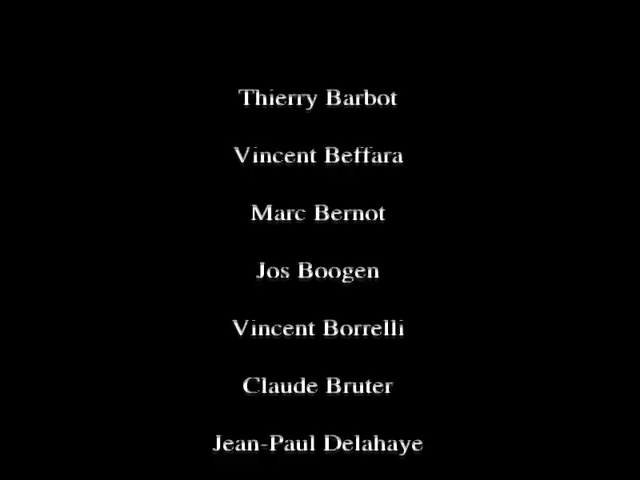 Thierry Barbot
Vincent Beffara
Marc Bernot
Jos Boogen
Vincent Borrelli
Claude Bruter
Jean-Paul Delahaye